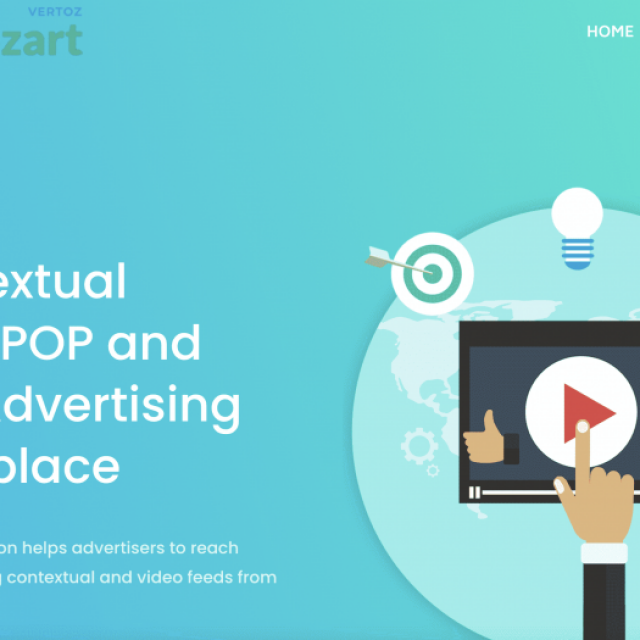 VERTOZ
zart
HOME
extual
POP and
dvertising
place
on helps advertisers to reach
contextual and video feeds from